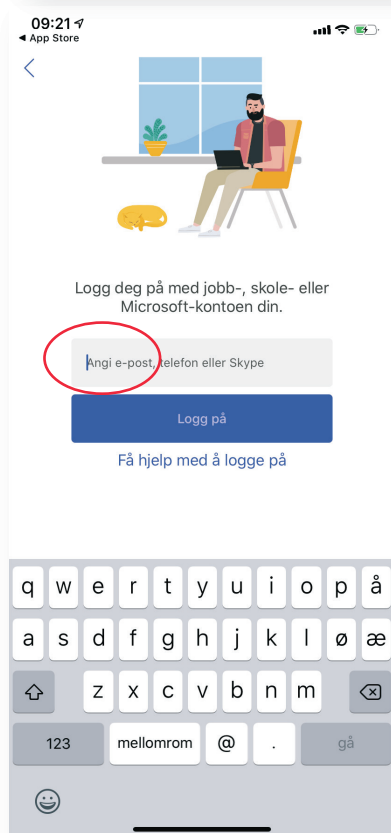 09:21
◀ App Store
Logg deg på med jobb-, skole- eller
Microsoft-kontoen din.
Angi e-post, telefon eller Skype
Logg på
Få hjelp med å logge på
q w e r t y u i o p å
a s d f g h j k l ø æ
z x c v b n m
123 mellomrom @ . gå